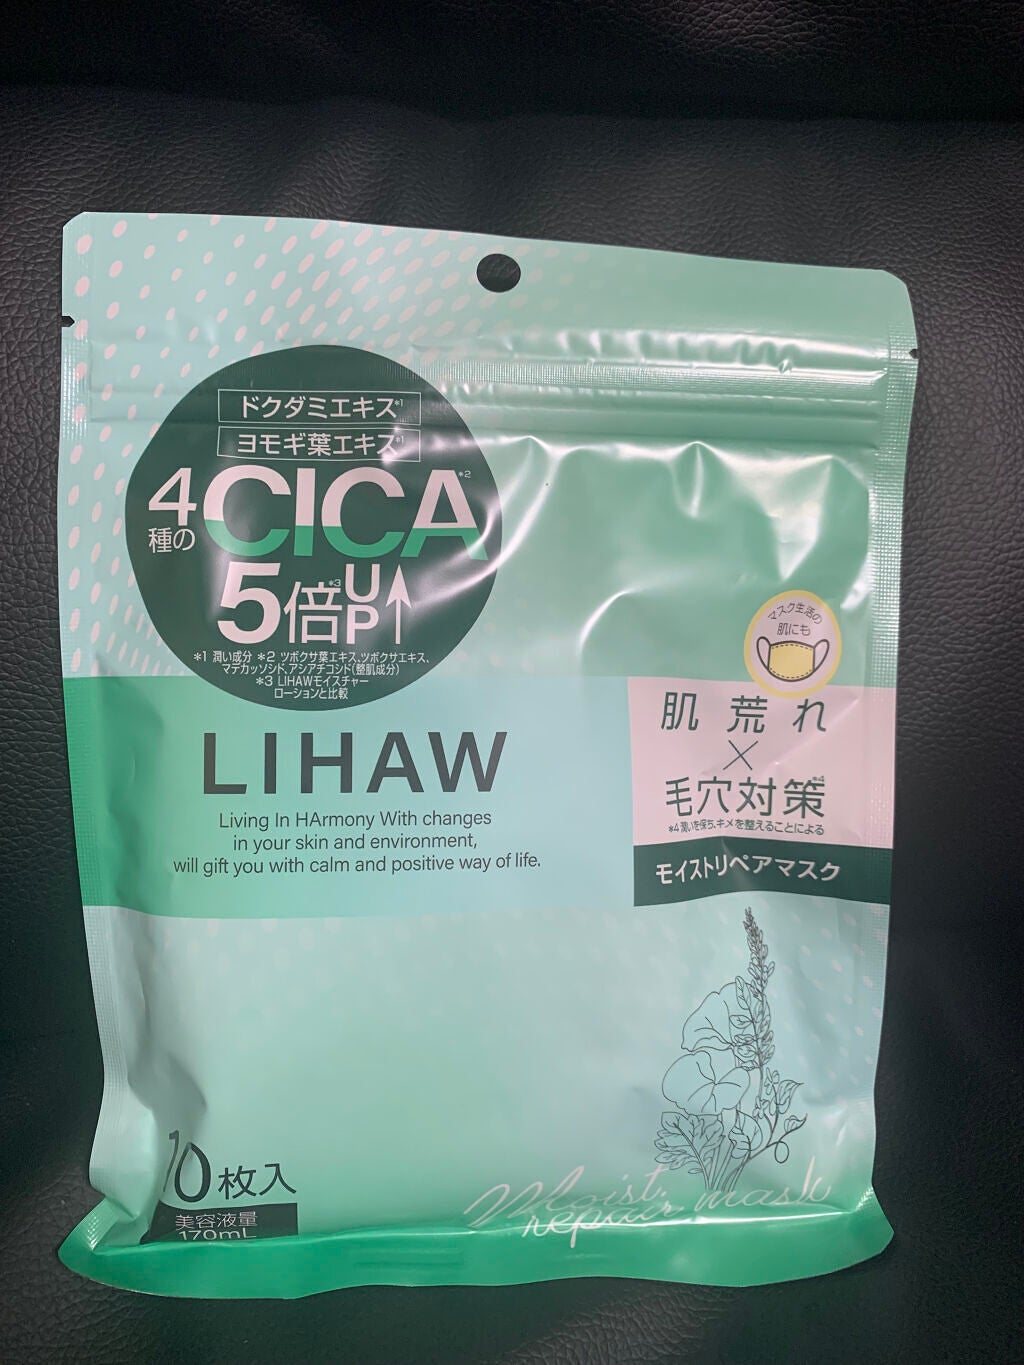 ドクダミエキス*1
ヨモギ葉エキス*1
4種の
CICA*2
5倍*3UP↑
*1 潤い成分 *2 ツボクサ葉エキス、ツボクサエキス、
マデカッソシド、アシアチコシド(整肌成分)
*3 LIHAWモイスチャー
ローションと比較
マスク生活の
肌にも
肌荒れ
×
毛穴対策*4
*4 潤いを保ち、キメを整えることによる
モイストリペアマスク
LIHAW
Living In HArmony With changes
in your skin and environment,
will gift you with calm and positive way of life.
10枚入
美容液量
170mL
Moist
repair mask